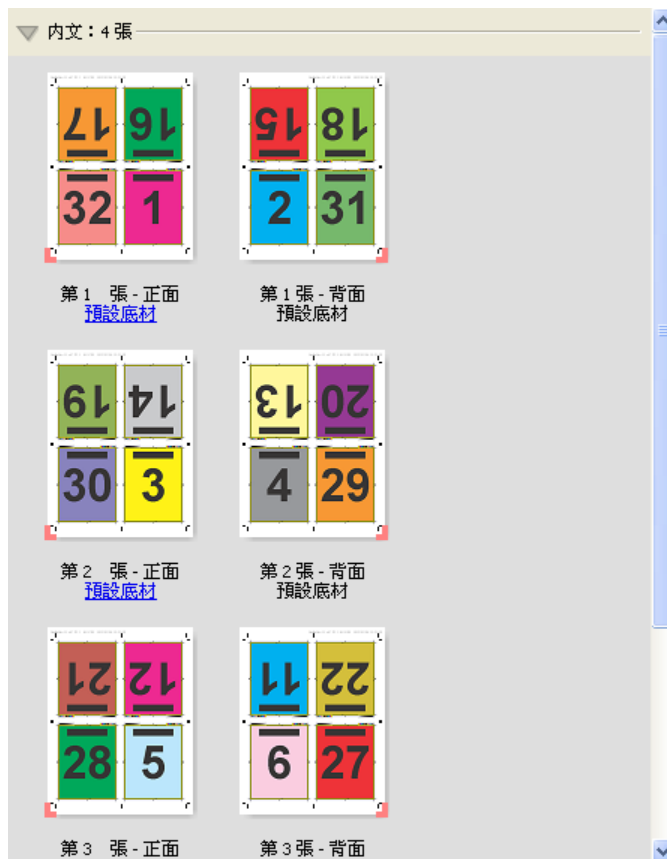 内文：4 張
17 16
32 1
15 18
2 31
第 1 張 - 正面
預設底材
第 1 張 - 背面
預設底材
19 14
30 3
13 20
4 29
第 2 張 - 正面
預設底材
第 2 張 - 背面
預設底材
21 12
28 5
11 22
6 27
第 3 張 - 正面
第 3 張 - 背面